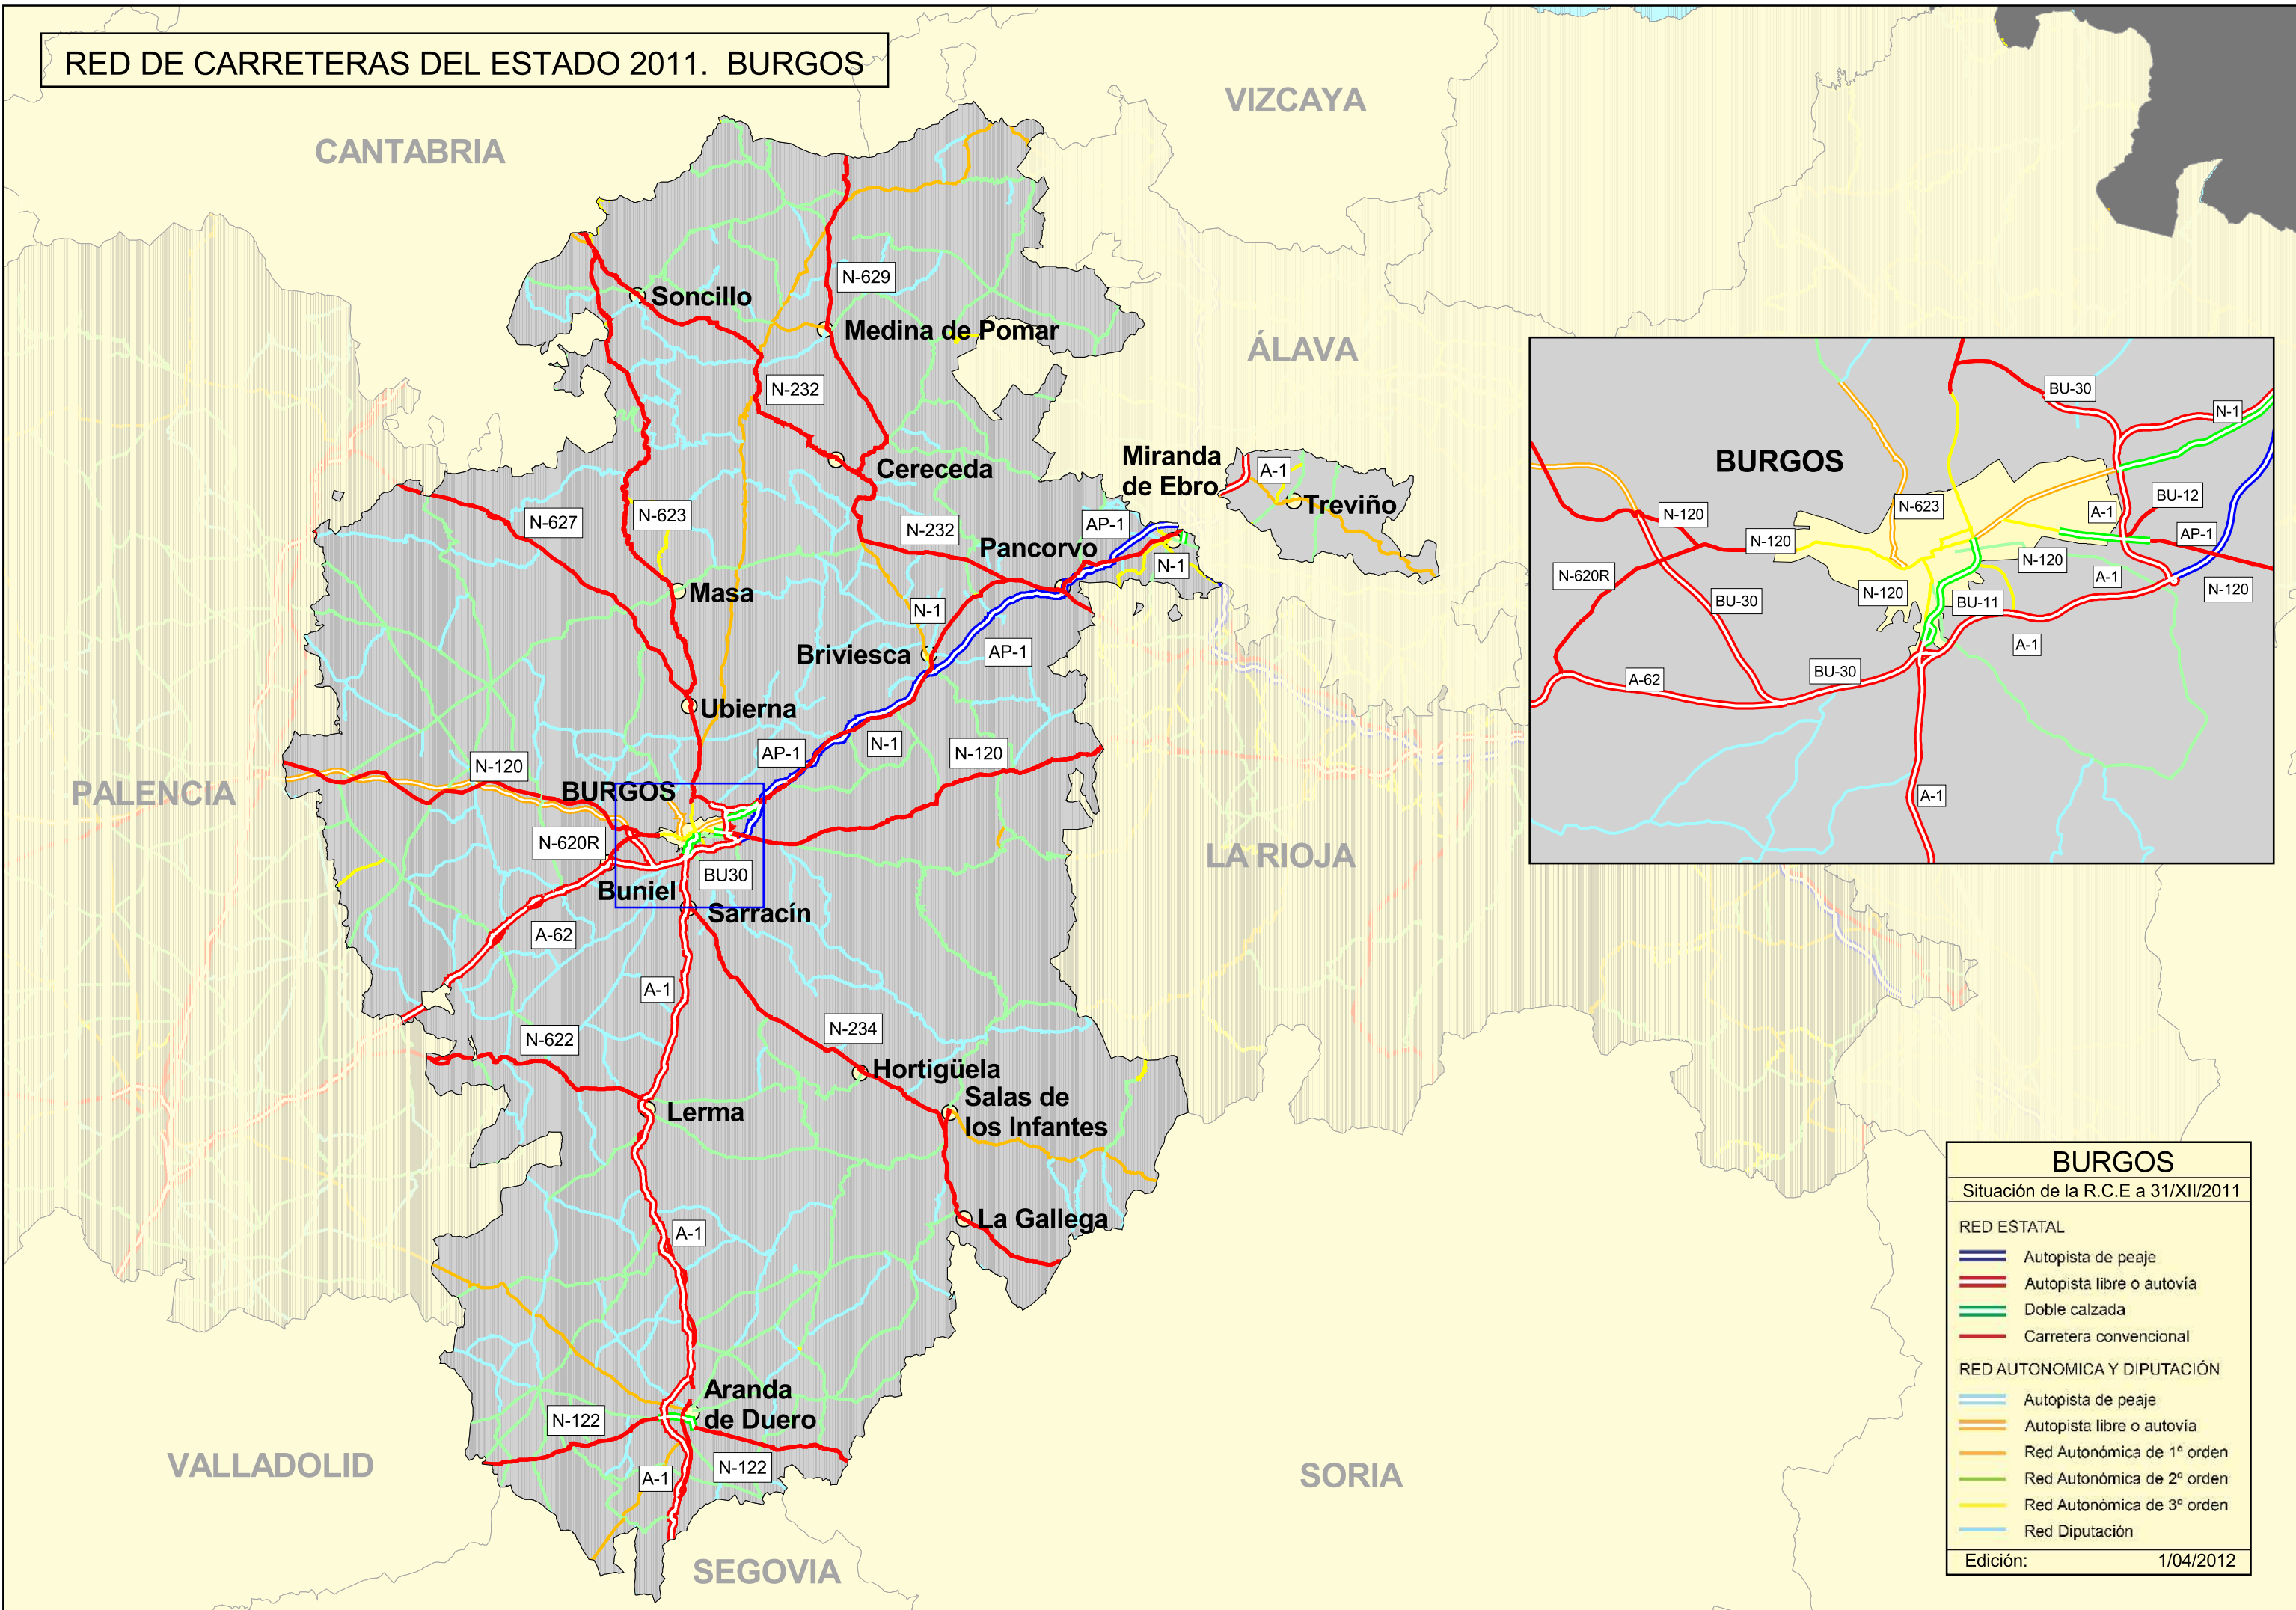 RED DE CARRETERAS DEL ESTADO 2011. BURGOS
VIZCAYA
CANTABRIA
N-629
Soncillo
Medina de Pomar
ÁLAVA
N-232
Cereceda
Miranda
de Ebro
A-1
Treviño
N-627
N-623
N-232
AP-1
Pancorvo
N-1
Masa
N-1
Briviesca
AP-1
Ubierna
N-120
AP-1
N-1
N-120
PALENCIA
BURGOS
N-620R
BU30
LA RIOJA
Buniel
Sarracín
A-62
A-1
N-622
N-234
Hortigüela
Lerma
Salas de
los Infantes
La Gallega
A-1
Aranda
de Duero
N-122
N-122
A-1
VALLADOLID
SORIA
SEGOVIA
BU-30
N-1
BURGOS
N-623
N-120
A-1
BU-12
N-120
AP-1
N-620R
N-120
A-1
N-120
N-120
BU-30
BU-11
A-1
BU-30
A-62
A-1
BURGOS
Situación de la R.C.E a 31/XII/2011
RED ESTATAL
Autopista de peaje
Autopista libre o autovía
Doble calzada
Carretera convencional
RED AUTONOMICA Y DIPUTACIÓN
Autopista de peaje
Autopista libre o autovía
Red Autonómica de 1º orden
Red Autonómica de 2º orden
Red Autonómica de 3º orden
Red Diputación
Edición: 1/04/2012